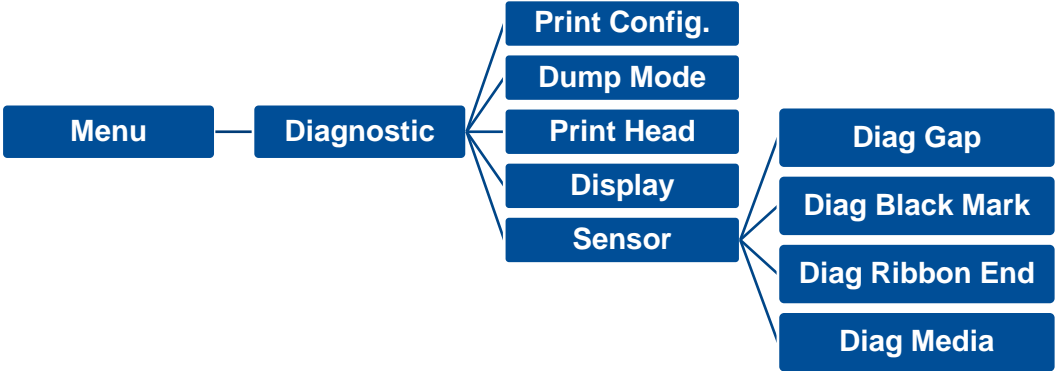 Menu
Diagnostic
Print Config.
Dump Mode
Print Head
Display
Sensor
Diag Gap
Diag Black Mark
Diag Ribbon End
Diag Media